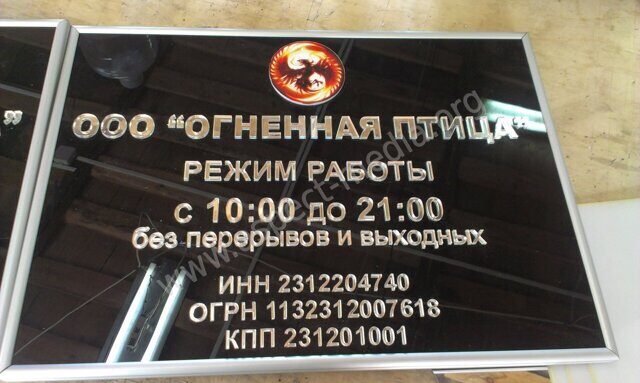 ООО "ОГНЕННАЯ ПТИЦА"
РЕЖИМ РАБОТЫ
С 10:00 ДО 21:00
без перерывов и выходных
ИНН 2312204740
ОГРН 1132312007618
КПП 231201001
"